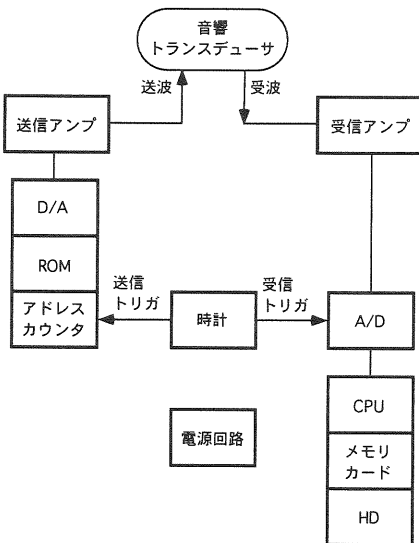 音響
トランスデューサ
送波
受波
送信アンプ
受信アンプ
D/A
ROM
アドレス
カウンタ
送信
トリガ
時計
受信
トリガ
A/D
電源回路
CPU
メモリ
カード
HD